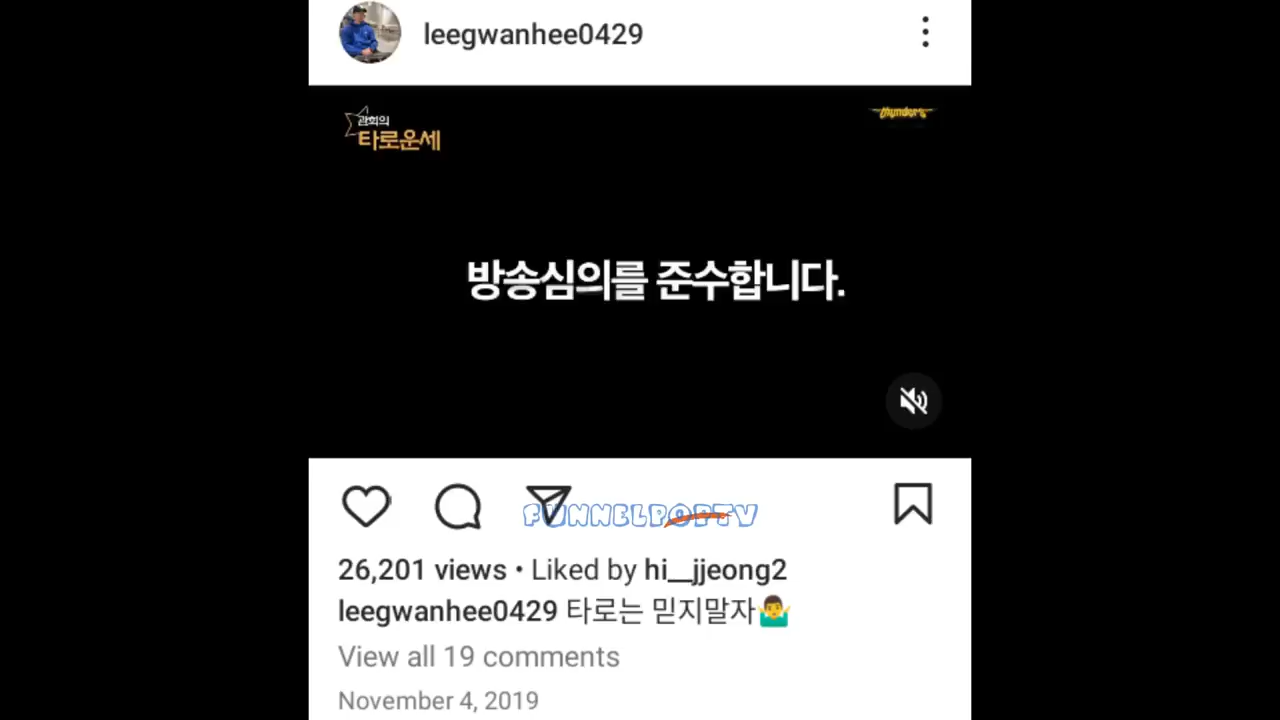 leegwanhee0429
관희의
타로운세
thunders
방송심의를 준수합니다.
FUNNELPOPTV
26,201 views • Liked by hi__jjeong2
leegwanhee0429 타로는 믿지말자🤷‍♂️
View all 19 comments
November 4, 2019